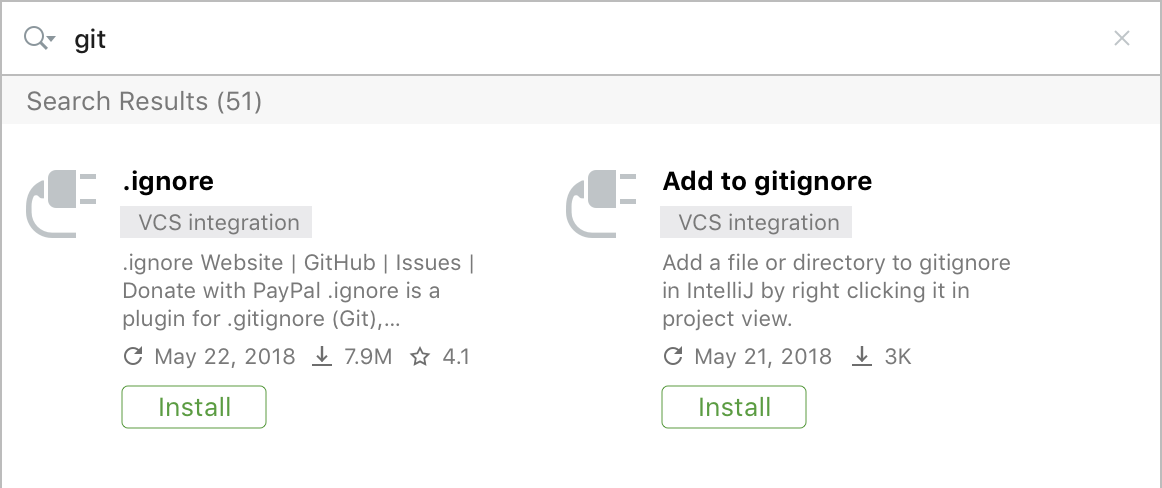 git
Search Results (51)
.ignore
VCS integration
.ignore Website | GitHub | Issues |
Donate with PayPal .ignore is a
plugin for .gitignore (Git),...
May 22, 2018 7.9M 4.1
Install
Add to gitignore
VCS integration
Add a file or directory to gitignore
in IntelliJ by right clicking it in
project view.
May 21, 2018 3K
Install